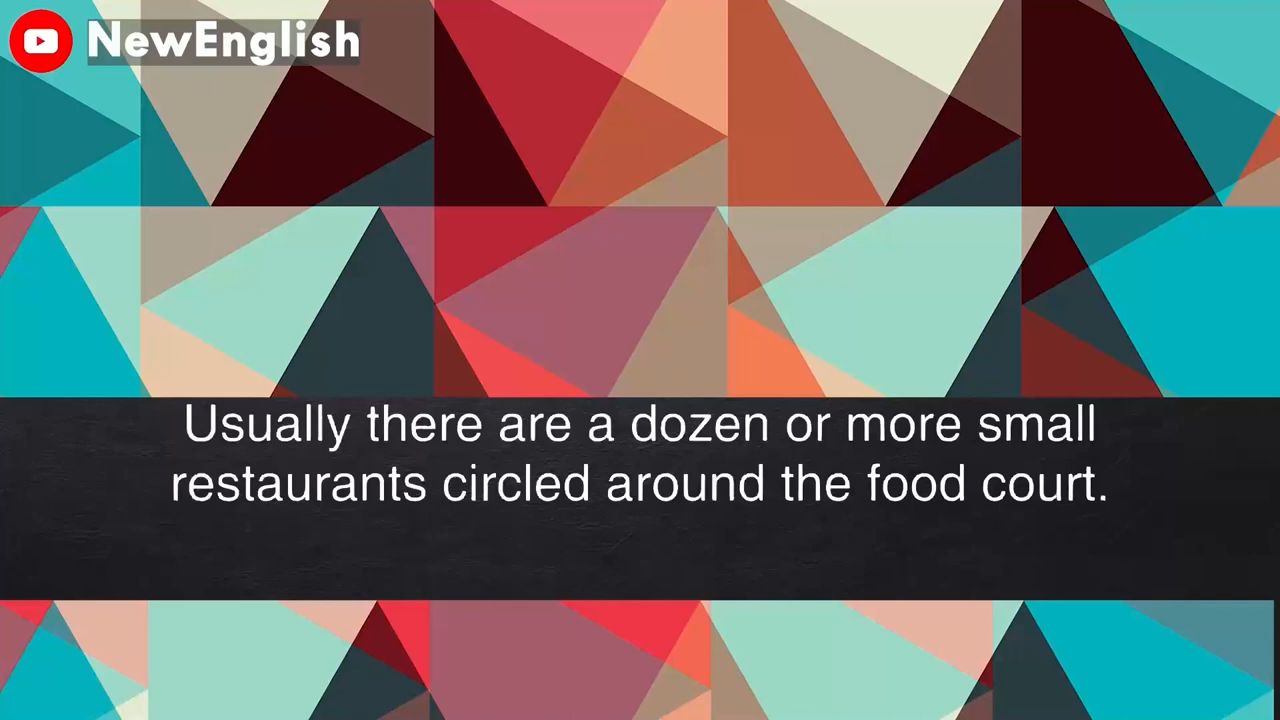 NewEnglish
Usually there are a dozen or more small
restaurants circled around the food court.